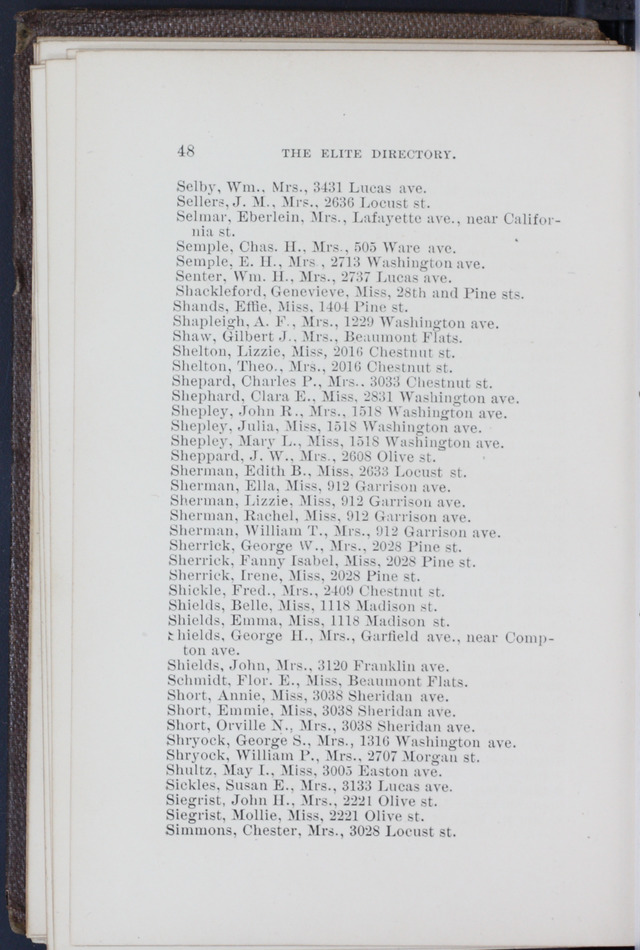 48 THE ELITE DIRECTORY.
Selby, Wm., Mrs., 3431 Lucas ave.
Sellers, J. M., Mrs., 2636 Locust st.
Selmar, Eberlein, Mrs., Lafayette ave., near Califor-
nia st.
Semple, Chas. H., Mrs., 505 Ware ave.
Semple, E. H., Mrs , 2713 Washington ave.
Senter, Wm. H., Mrs., 2737 Lucas ave.
Shackleford, Genevieve, Miss, 28th and Pine sts.
Shands, Effie, Miss, 1404 Pine st.
Shapleigh, A. F., Mrs., 1229 Washington ave.
Shaw, Gilbert J., Mrs., Beaumont Flats.
Shelton, Lizzie, Miss, 2016 Chestnut st.
Shelton, Theo., Mrs., 2016 Chestnut st.
Shepard, Charles P., Mrs.. 3033 Chestnut st.
Shephard, Clara E., Miss, 2831 Washington ave.
Shepley, John R., Mrs., 1518 Washington ave.
Shepley, Julia, Miss, 1518 Washington ave.
Shepley, Mary L., Miss, 1518 Washington ave.
Sheppard, J. W., Mrs., 2608 Olive st.
Sherman, Edith B., Miss, 2633 Locust st.
Sherman, Ella, Miss, 912 Garrison ave.
Sherman, Lizzie, Miss, 912 Garrison ave.
Sherman, Rachel, Miss, 912 Garrison ave.
Sherman, William T., Mrs., 912 Garrison ave.
Sherrick, George W., Mrs., 2028 Pine st.
Sherrick, Fanny Isabel, Miss, 2028 Pine st.
Sherrick, Irene, Miss, 2028 Pine st.
Shickle, Fred., Mrs., 2409 Chestnut st.
Shields, Belle, Miss, 1118 Madison st.
Shields, Emma, Miss, 1118 Madison st.
Shields, George H., Mrs., Garfield ave., near Comp-
ton ave.
Shields, John, Mrs., 3120 Franklin ave.
Schmidt, Flor. E., Miss, Beaumont Flats.
Short, Annie, Miss, 3038 Sheridan ave.
Short, Emmie, Miss, 3038 Sheridan ave.
Short, Orville N., Mrs., 3038 Sheridan ave.
Shryock, George S., Mrs., 1316 Washington ave.
Shryock, William P., Mrs., 2707 Morgan st.
Shultz, May I., Miss, 3005 Easton ave.
Sickles, Susan E., Mrs., 3133 Lucas ave.
Siegrist, John H., Mrs., 2221 Olive st.
Siegrist, Mollie, Miss, 2221 Olive st.
Simmons, Chester, Mrs., 3028 Locust st.